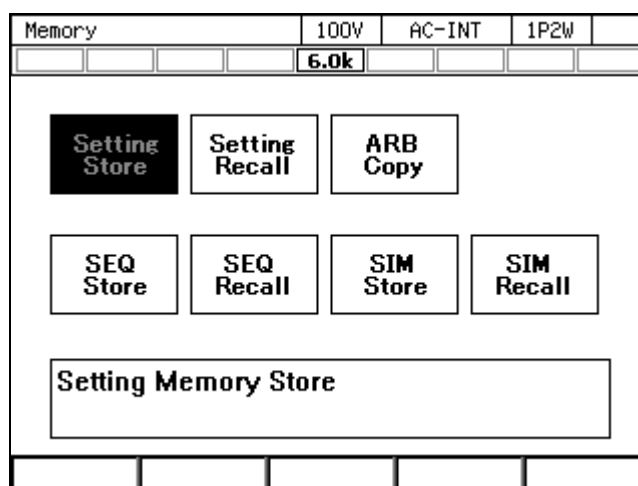 Memory 100V AC-INT 1P2W
6.0k
Setting Setting ARB
Store Recall Copy
SEQ SEQ SIM SIM
Store Recall Store Recall
Setting Memory Store